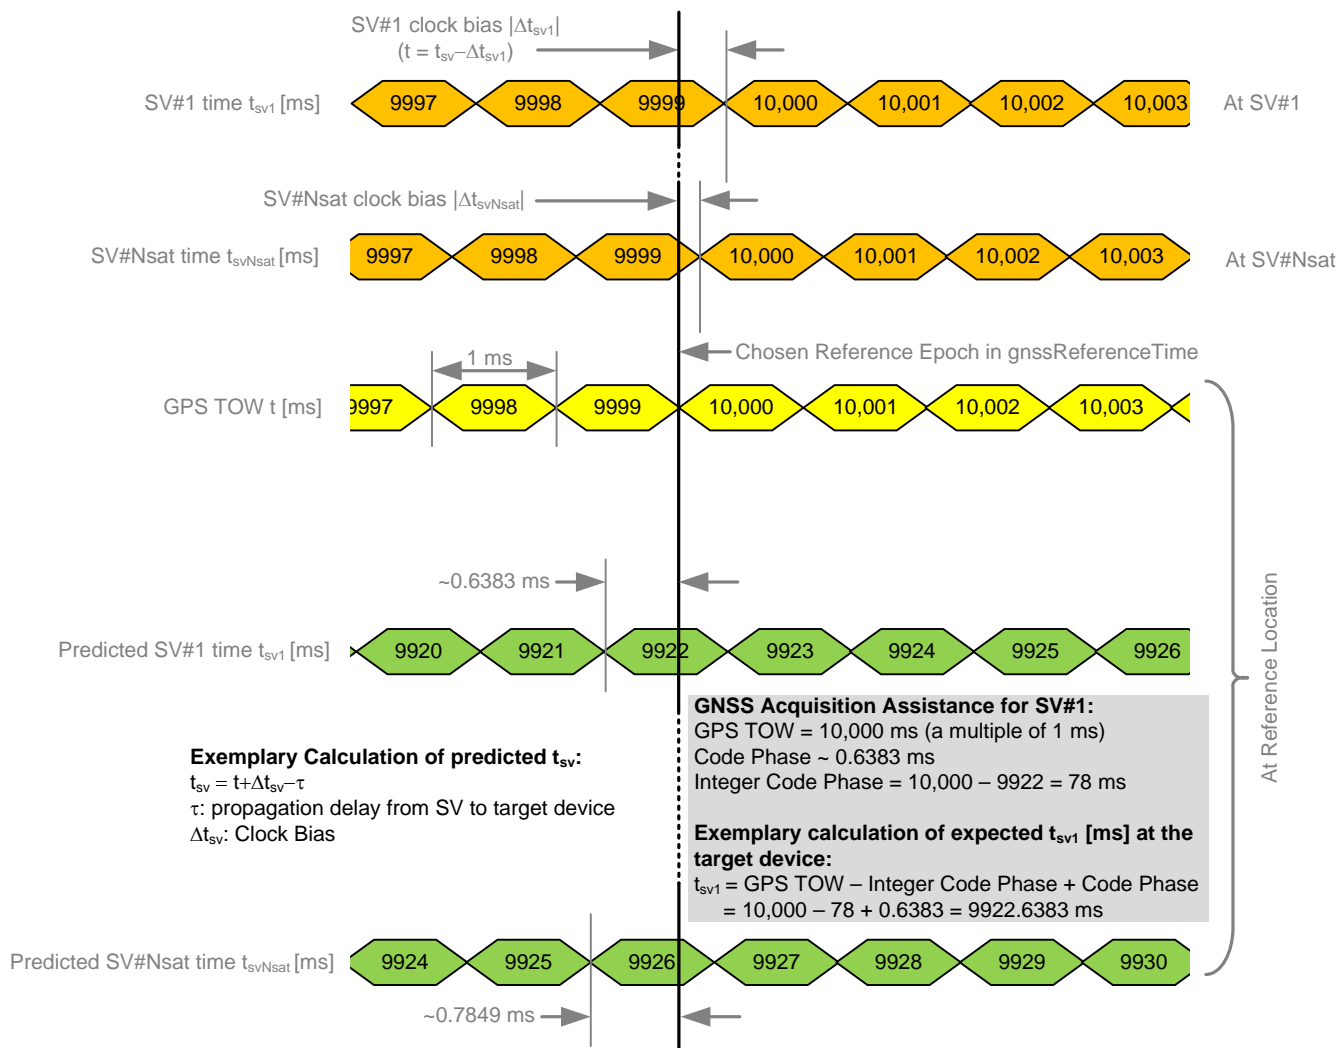 SV#1 clock bias |Δtsv1|
(t = tsv−Δtsv1)
SV#1 time tsv1 [ms]
9997 9998 9999 10,000 10,001 10,002 10,003
At SV#1
SV#Nsat clock bias |ΔtsvNsat|
SV#Nsat time tsvNsat [ms]
9997 9998 9999 10,000 10,001 10,002 10,003
At SV#Nsat
Chosen Reference Epoch in gnssReferenceTime
1 ms
GPS TOW t [ms]
9997 9998 9999 10,000 10,001 10,002 10,003
~0.6383 ms
Predicted SV#1 time tsv1 [ms]
9920 9921 9922 9923 9924 9925 9926
At Reference Location
GNSS Acquisition Assistance for SV#1:
GPS TOW = 10,000 ms (a multiple of 1 ms)
Code Phase ~ 0.6383 ms
Integer Code Phase = 10,000 – 9922 = 78 ms
Exemplary calculation of expected tsv1 [ms] at the
target device:
tsv1 = GPS TOW – Integer Code Phase + Code Phase
= 10,000 – 78 + 0.6383 = 9922.6383 ms
Exemplary Calculation of predicted tsv:
tsv = t+Δtsv−τ
τ: propagation delay from SV to target device
Δtsv: Clock Bias
Predicted SV#Nsat time tsvNsat [ms]
9924 9925 9926 9927 9928 9929 9930
~0.7849 ms